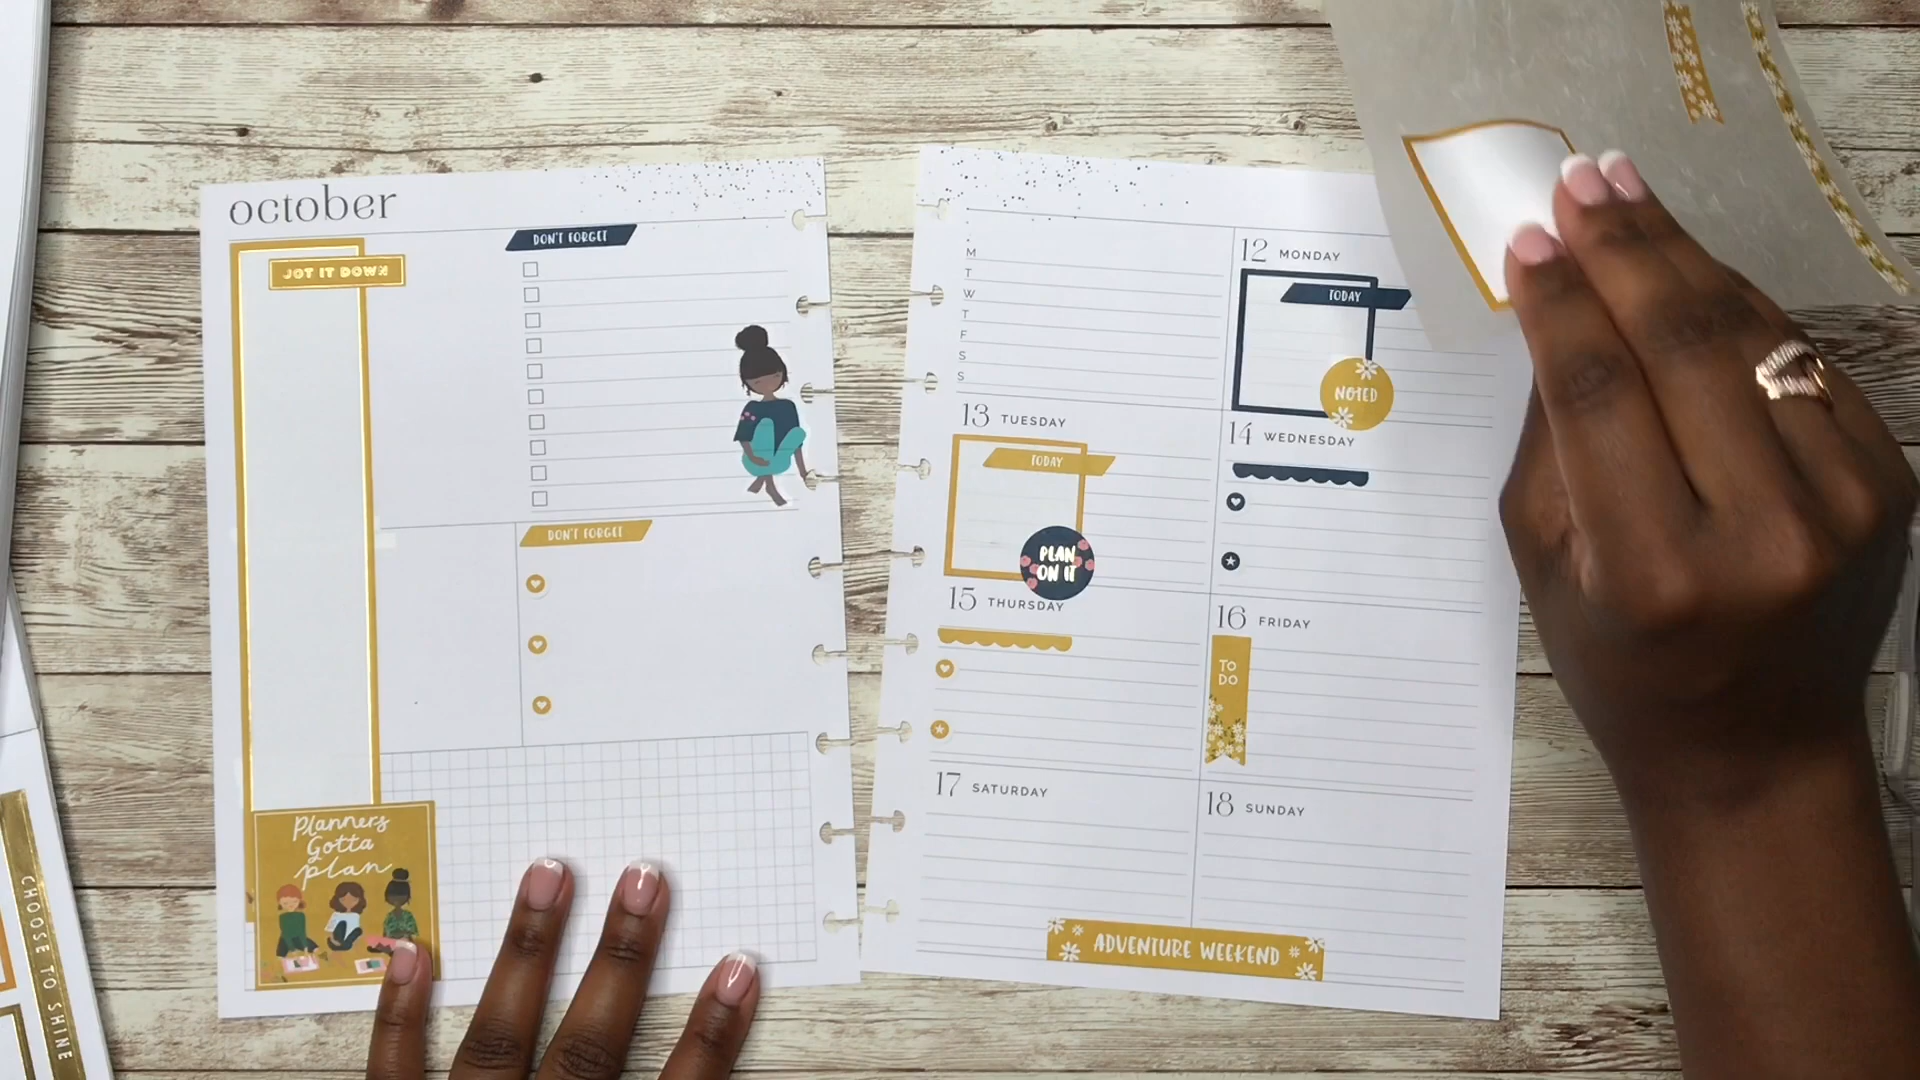 october
JOT IT DOWN
DON'T FORGET
DON'T FORGET
Planners
Gotta
plan
CHOOSE TO SHINE
M
T
W
T
F
S
S
12 MONDAY
TODAY
NOTED
13 TUESDAY
TODAY
PLAN
ON IT
14 WEDNESDAY
15 THURSDAY
16 FRIDAY
TO
DO
17 SATURDAY
18 SUNDAY
ADVENTURE WEEKEND